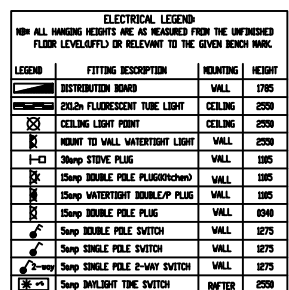 ELECTRICAL LEGEND:
NB* ALL HANGING HEIGHTS ARE AS MEASURED FROM THE UNFINISHED
FLOOR LEVEL(UFFL) OR RELEVANT TO THE GIVEN BENCH MARK.
LEGEND FITTING DESCRIPTION MOUNTING HEIGHT
DISTRIBUTION BOARD WALL 1785
2X1.2m FLUORESCENT TUBE LIGHT CEILING 2550
CEILING LIGHT POINT CEILING 2550
MOUNT TO WALL WATERTIGHT LIGHT WALL 2550
30amp STOVE PLUG WALL 1105
15amp DOUBLE POLE PLUG(Kitchen) WALL 1105
15amp WATERTIGHT DOUBLE/P PLUG WALL 1105
15amp DOUBLE POLE PLUG WALL 0340
5amp DOUBLE POLE SWITCH WALL 1275
5amp SINGLE POLE SWITCH WALL 1275
2-way 5amp SINGLE POLE 2-WAY SWITCH WALL 1275
5amp DAYLIGHT TIME SWITCH RAFTER 2550